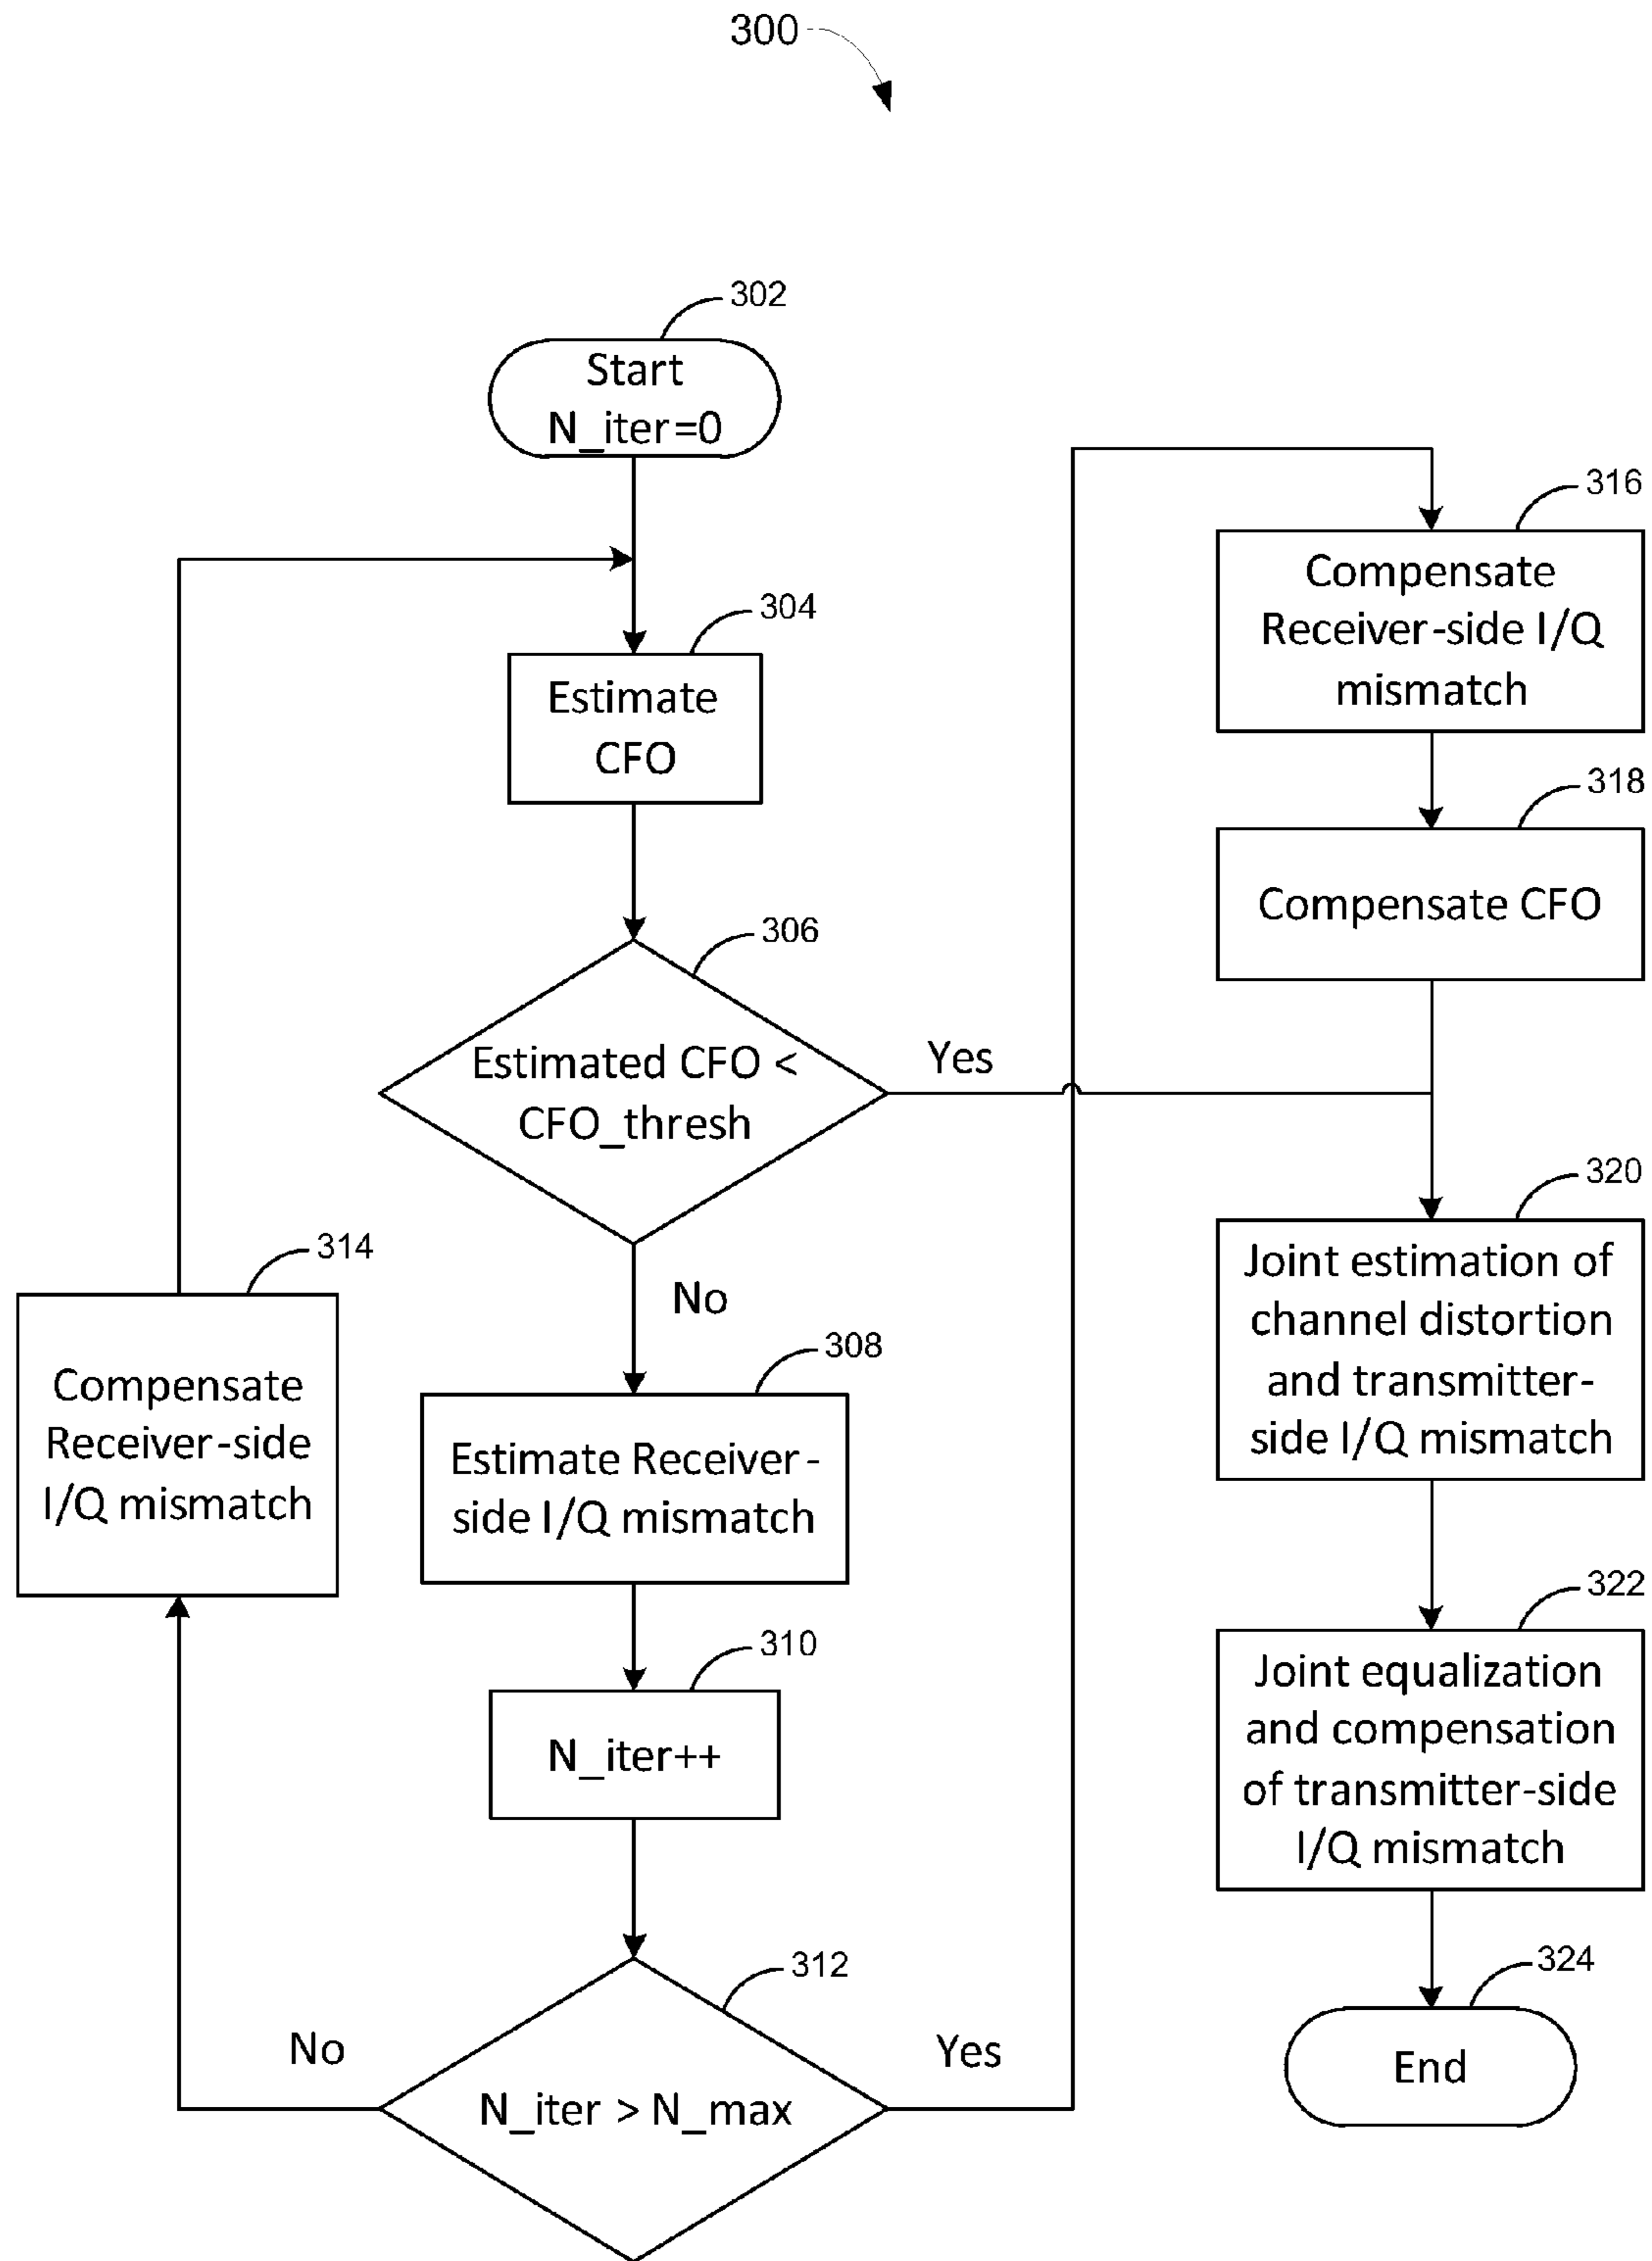 300
302
Start
N_iter=0
304
Estimate
CFO
306
Estimated CFO <
CFO_thresh
Yes
No
308
Estimate Receiver-
side I/Q mismatch
310
N_iter++
312
N_iter > N_max
No
Yes
314
Compensate
Receiver-side
I/Q mismatch
316
Compensate
Receiver-side I/Q
mismatch
318
Compensate CFO
320
Joint estimation of
channel distortion
and transmitter-
side I/Q mismatch
322
Joint equalization
and compensation
of transmitter-side
I/Q mismatch
324
End